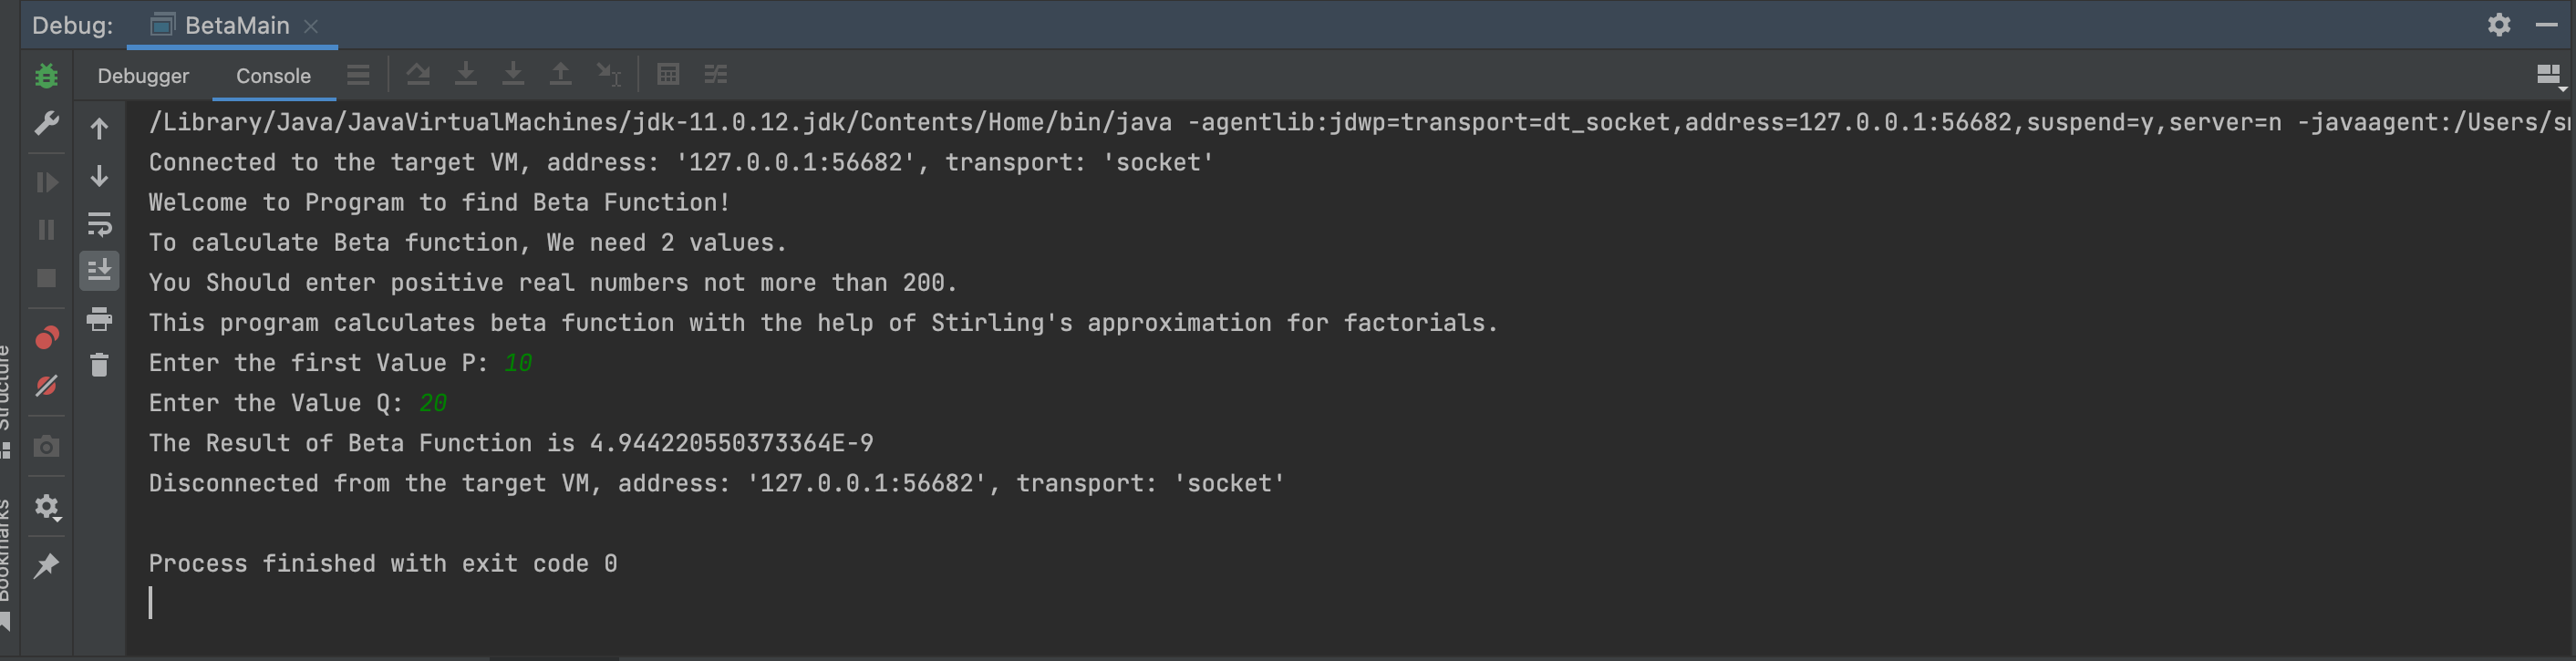 Debug: BetaMain
Debugger Console
/Library/Java/JavaVirtualMachines/jdk-11.0.12.jdk/Contents/Home/bin/java -agentlib:jdwp=transport=dt_socket,address=127.0.0.1:56682,suspend=y,server=n -javaagent:/Users/
Connected to the target VM, address: '127.0.0.1:56682', transport: 'socket'
Welcome to Program to find Beta Function!
To calculate Beta function, We need 2 values.
You Should enter positive real numbers not more than 200.
This program calculates beta function with the help of Stirling's approximation for factorials.
Enter the first Value P: 10
Enter the Value Q: 20
The Result of Beta Function is 4.944220550373364E-9
Disconnected from the target VM, address: '127.0.0.1:56682', transport: 'socket'
Process finished with exit code 0
Structure
Bookmarks